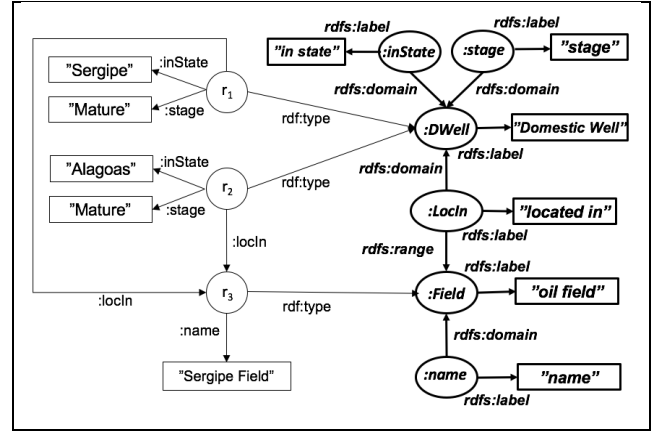 rdfs:label
rdfs:label
"in state"
:inState
:stage
"stage"
:inState
"Sergipe"
rdfs:domain
rdfs:domain
r1
"Mature"
:stage
rdf:type
:DWell
"Domestic Well"
rdfs:label
:inState
"Alagoas"
rdfs:domain
r2
rdf:type
"Mature"
:stage
:LocIn
"located in"
rdfs:label
:locIn
rdfs:range
rdfs:label
:locIn
r3
rdf:type
:Field
"oil field"
:name
rdfs:domain
"Sergipe Field"
:name
"name"
rdfs:label